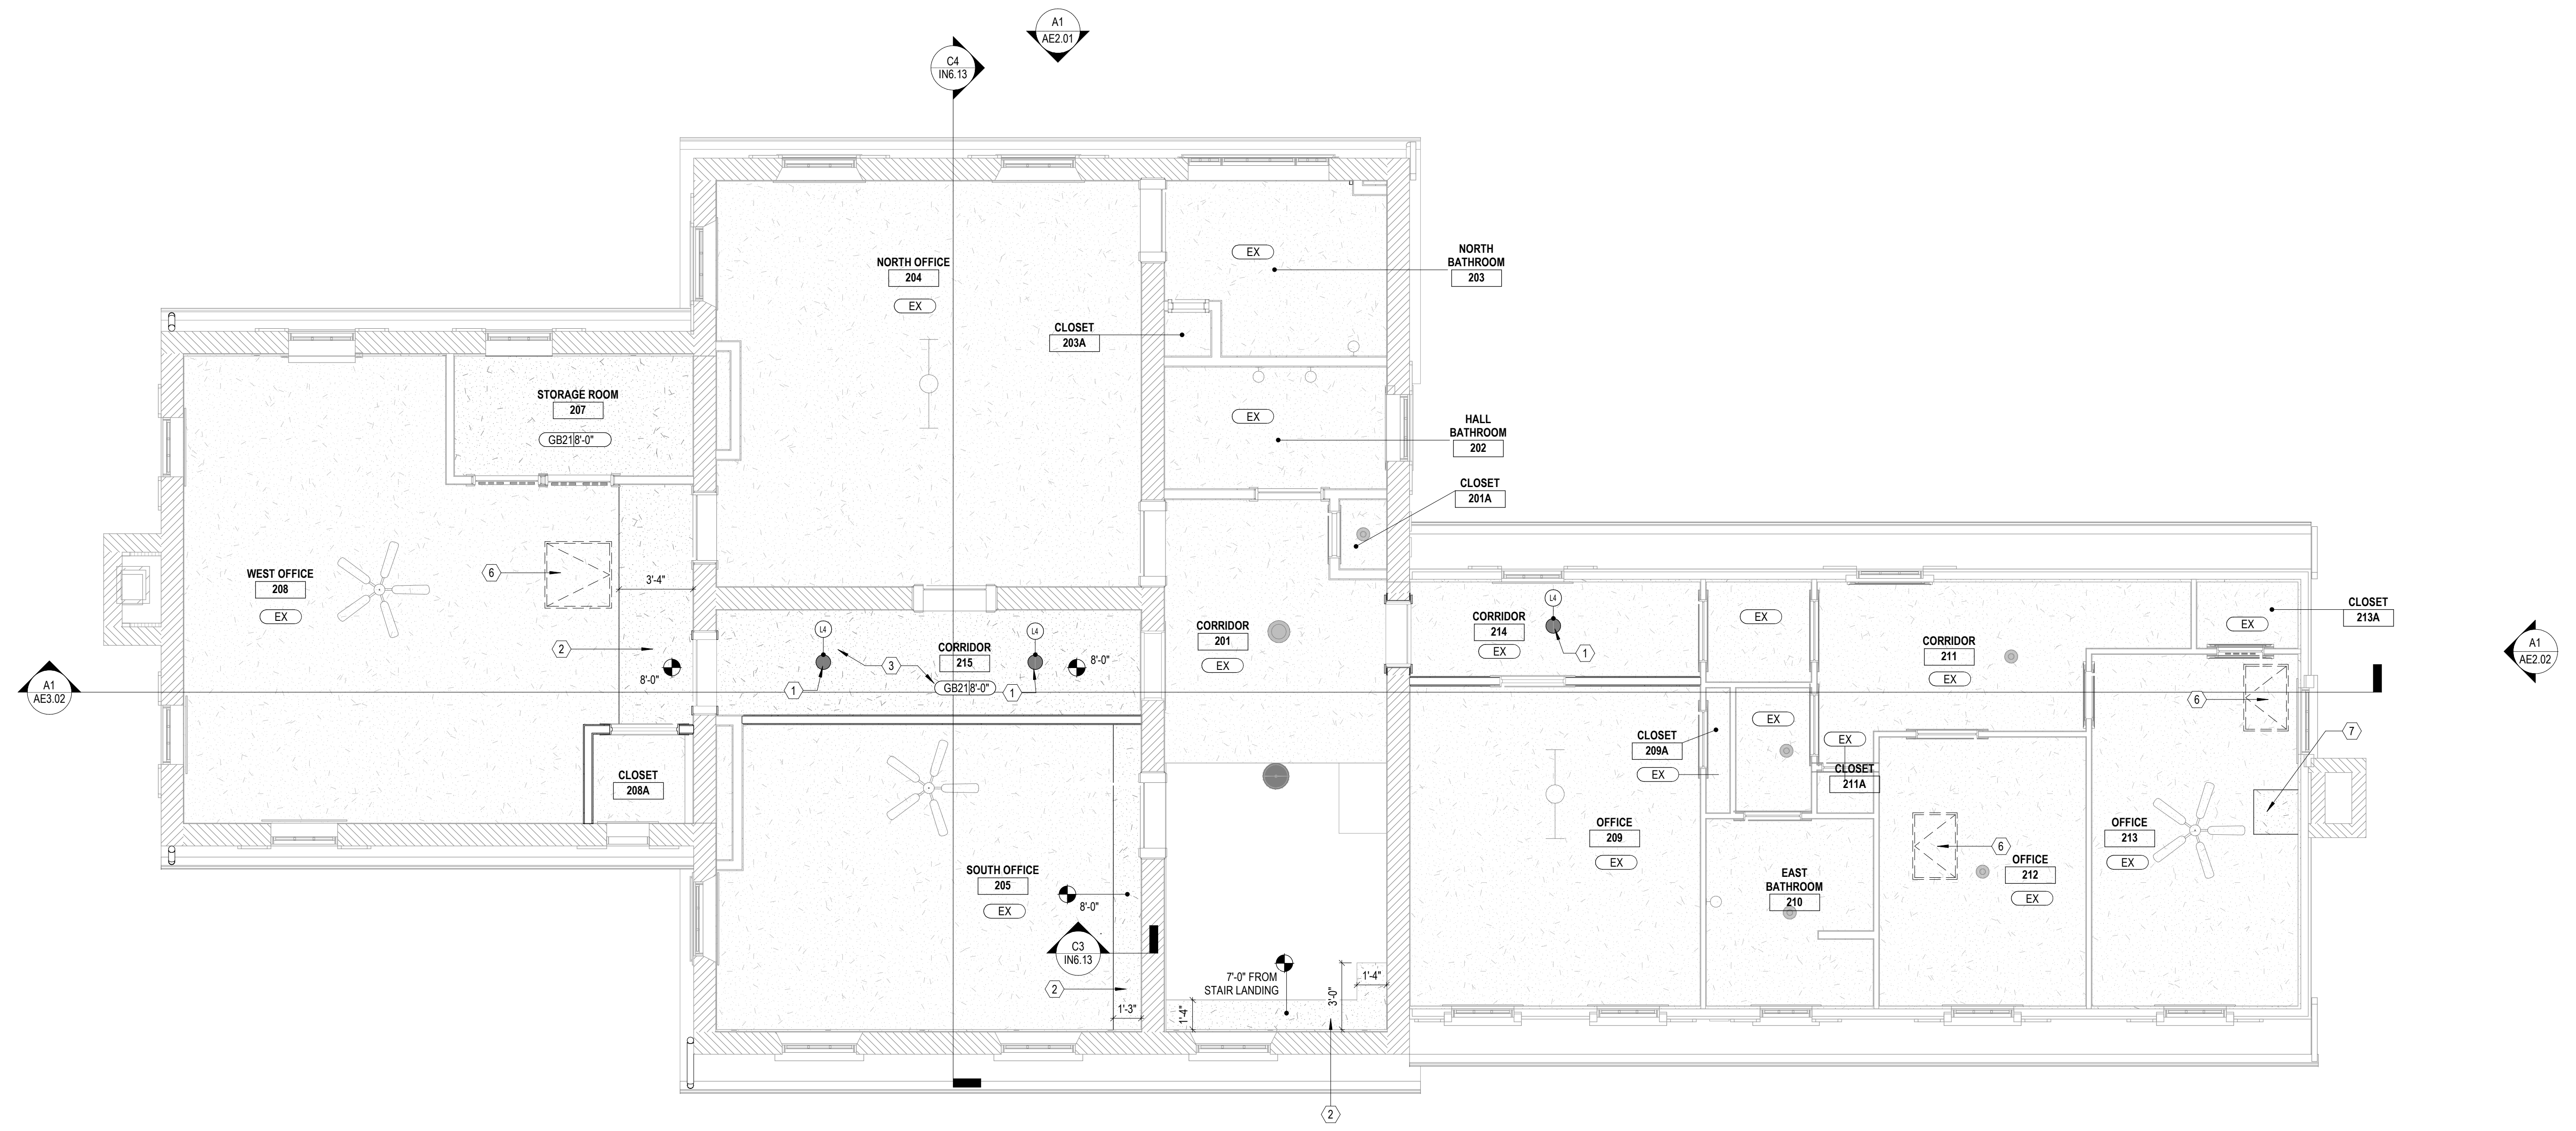 A1
AE2.01
C4
IN6.13
NORTH OFFICE
204
EX
EX
NORTH
BATHROOM
203
CLOSET
203A
STORAGE ROOM
207
GB21 8'-0"
EX
HALL
BATHROOM
202
CLOSET
201A
WEST OFFICE
208
EX
6
3'-4"
2
8'-0"
L4
L4
3
CORRIDOR
215
GB21 8'-0"
1
1
8'-0"
CORRIDOR
201
EX
CORRIDOR
214
EX
L4
1
EX
CORRIDOR
211
EX
EX
CLOSET
213A
A1
AE2.02
A1
AE3.02
6
7
CLOSET
209A
EX
EX
EX
CLOSET
211A
CLOSET
208A
OFFICE
209
EX
6
OFFICE
212
EX
OFFICE
213
EX
EAST
BATHROOM
210
SOUTH OFFICE
205
EX
8'-0"
C3
IN6.13
2
1'-3"
7'-0" FROM
STAIR LANDING
1'-4"
3'-0"
1'-4"
2